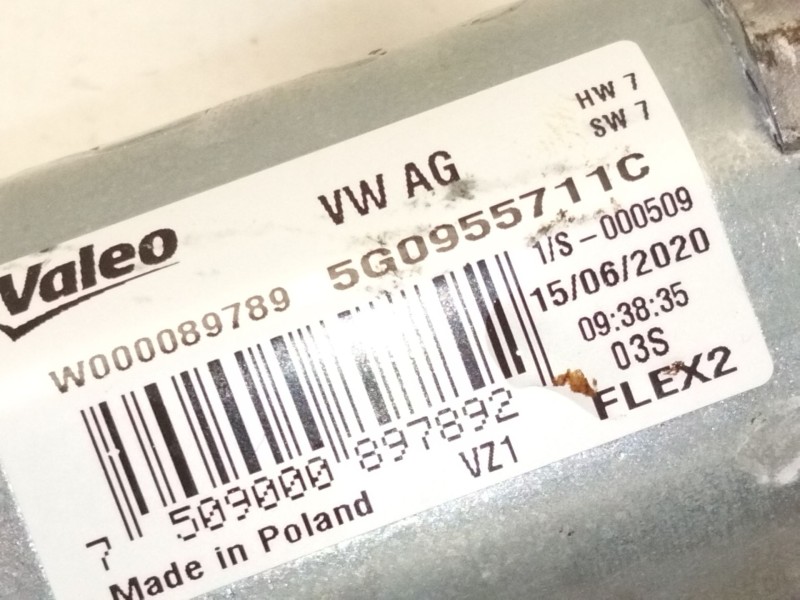 HW 7
SW 7
VW AG
Valeo
5G0955711C
W000089789
1/S-000509
15/06/2020
09:38:35
03S
FLEX2
7 509000 897892
VZ1
Made in Poland